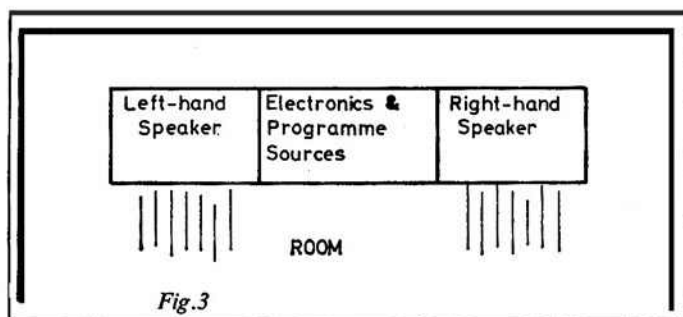 Left-hand
Speaker
Electronics &
Programme
Sources
Right-hand
Speaker
ROOM
Fig.3